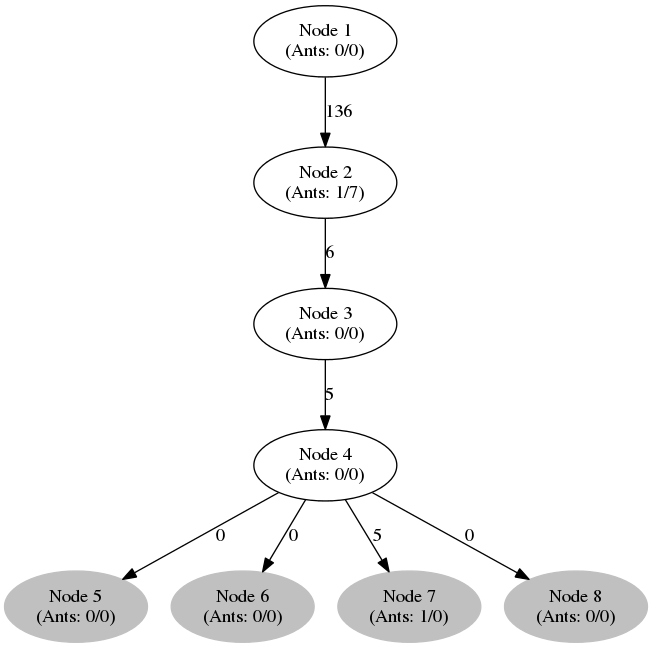 Node 1
(Ants: 0/0)
136
Node 2
(Ants: 1/7)
6
Node 3
(Ants: 0/0)
5
Node 4
(Ants: 0/0)
0
0
5
0
Node 5
(Ants: 0/0)
Node 6
(Ants: 0/0)
Node 7
(Ants: 1/0)
Node 8
(Ants: 0/0)